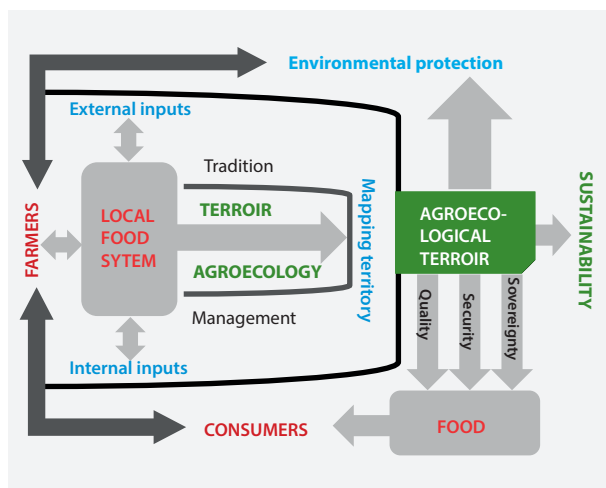 Environmental protection
External inputs
Tradition
LOCAL
FOOD
SYTEM
TERROIR
AGROECOLOGY
Management
Internal inputs
FARMERS
Mapping territory
AGROECO-
LOGICAL
TERROIR
SUSTAINABILITY
Quality
Security
Sovereignty
CONSUMERS
FOOD